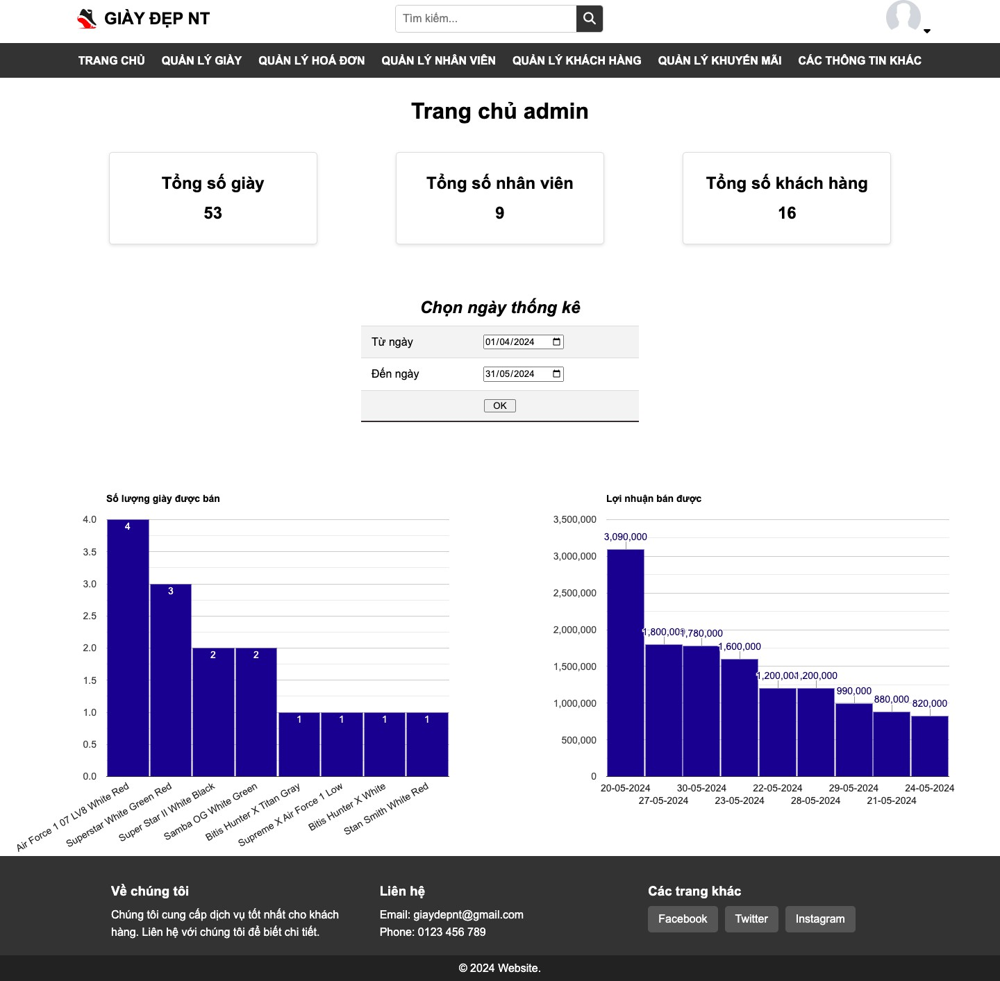 GIÀY ĐẸP NT
Tìm kiếm...
TRANG CHỦ QUẢN LÝ GIÀY QUẢN LÝ HOÁ ĐƠN QUẢN LÝ NHÂN VIÊN QUẢN LÝ KHÁCH HÀNG QUẢN LÝ KHUYẾN MÃI CÁC THÔNG TIN KHÁC
Trang chủ admin
Tổng số giày
53
Tổng số nhân viên
9
Tổng số khách hàng
16
Chọn ngày thống kê
Từ ngày 01/04/2024
Đến ngày 31/05/2024
OK
Số lượng giày được bán
4.0
3.5
3.0
2.5
2.0
1.5
1.0
0.5
0.0
4
3
2
2
1
1
1
1
Air Force 1 07 LV8 White Red
Superstar White Green Red
Super Star II White Black
Samba OG White Green
Bitis Hunter X Titan Gray
Supreme X Air Force 1 Low
Bitis Hunter X White
Stan Smith White Red
Lợi nhuận bán được
3,500,000
3,000,000
2,500,000
2,000,000
1,500,000
1,000,000
500,000
0
3,090,000
1,800,000
1,780,000
1,600,000
1,200,000
1,200,000
990,000
880,000
820,000
20-05-2024
27-05-2024
30-05-2024
23-05-2024
22-05-2024
28-05-2024
29-05-2024
21-05-2024
24-05-2024
Về chúng tôi
Chúng tôi cung cấp dịch vụ tốt nhất cho khách
hàng. Liên hệ với chúng tôi để biết chi tiết.
Liên hệ
Email: giaydepnt@gmail.com
Phone: 0123 456 789
Các trang khác
Facebook Twitter Instagram
© 2024 Website.